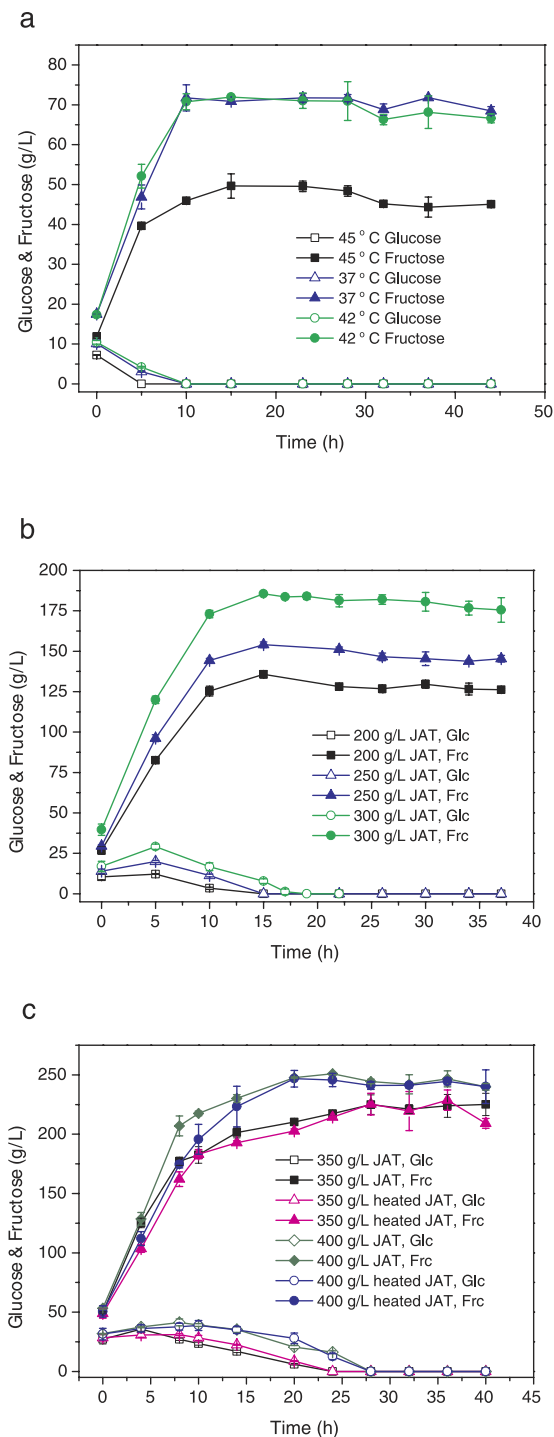 a
80
70
60
50
40
30
20
10
0
Glucose & Fructose (g/L)
45 ° C Glucose
45 ° C Fructose
37 ° C Glucose
37 ° C Fructose
42 ° C Glucose
42 ° C Fructose
0 10 20 30 40 50
Time (h)
b
200
175
150
125
100
75
50
25
0
Glucose & Fructose (g/L)
200 g/L JAT, Glc
200 g/L JAT, Frc
250 g/L JAT, Glc
250 g/L JAT, Frc
300 g/L JAT, Glc
300 g/L JAT, Frc
0 5 10 15 20 25 30 35 40
Time (h)
c
250
200
150
100
50
0
Glucose & Fructose (g/L)
350 g/L JAT, Glc
350 g/L JAT, Frc
350 g/L heated JAT, Glc
350 g/L heated JAT, Frc
400 g/L JAT, Glc
400 g/L JAT, Frc
400 g/L heated JAT, Glc
400 g/L heated JAT, Frc
0 5 10 15 20 25 30 35 40
Time (h)